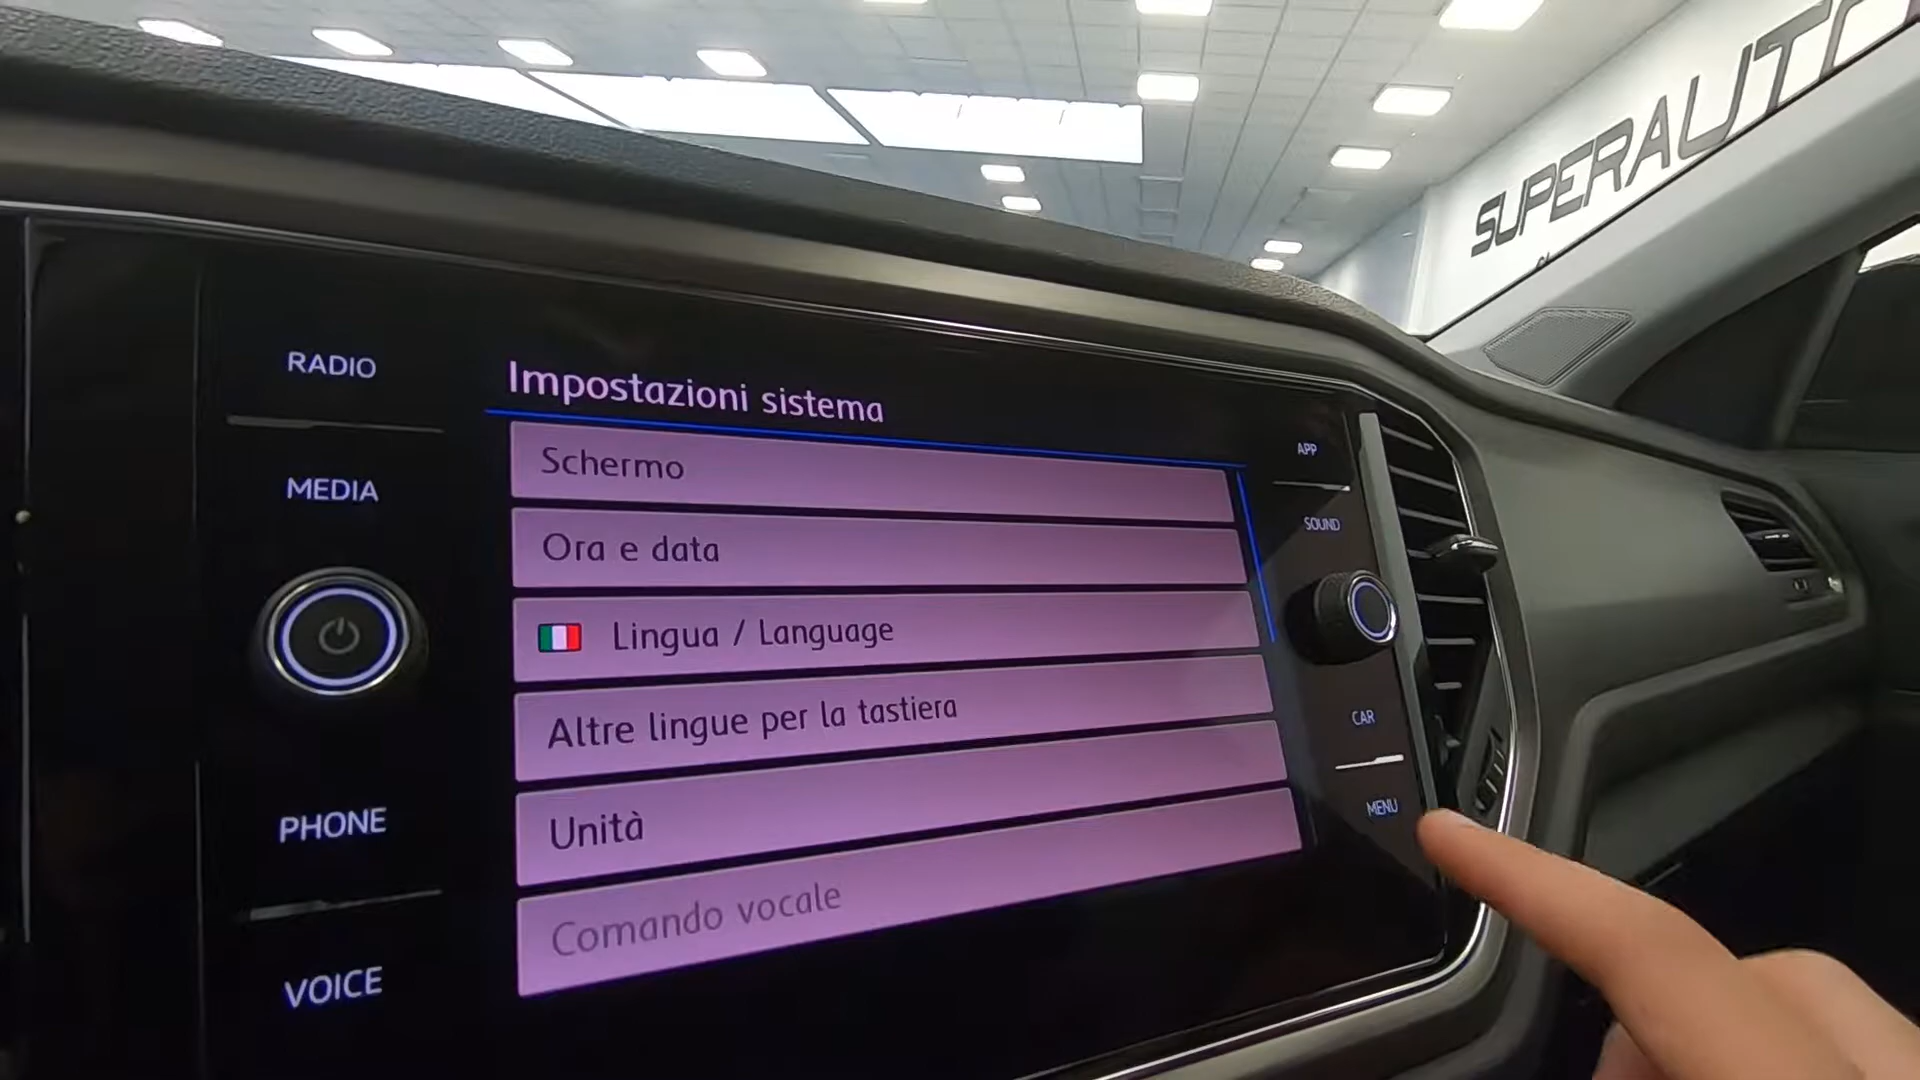 SUPERAUTO
RADIO
MEDIA
PHONE
VOICE
Impostazioni sistema
Schermo
Ora e data
Lingua / Language
Altre lingue per la tastiera
Unità
Comando vocale
APP
SOUND
CAR
MENU